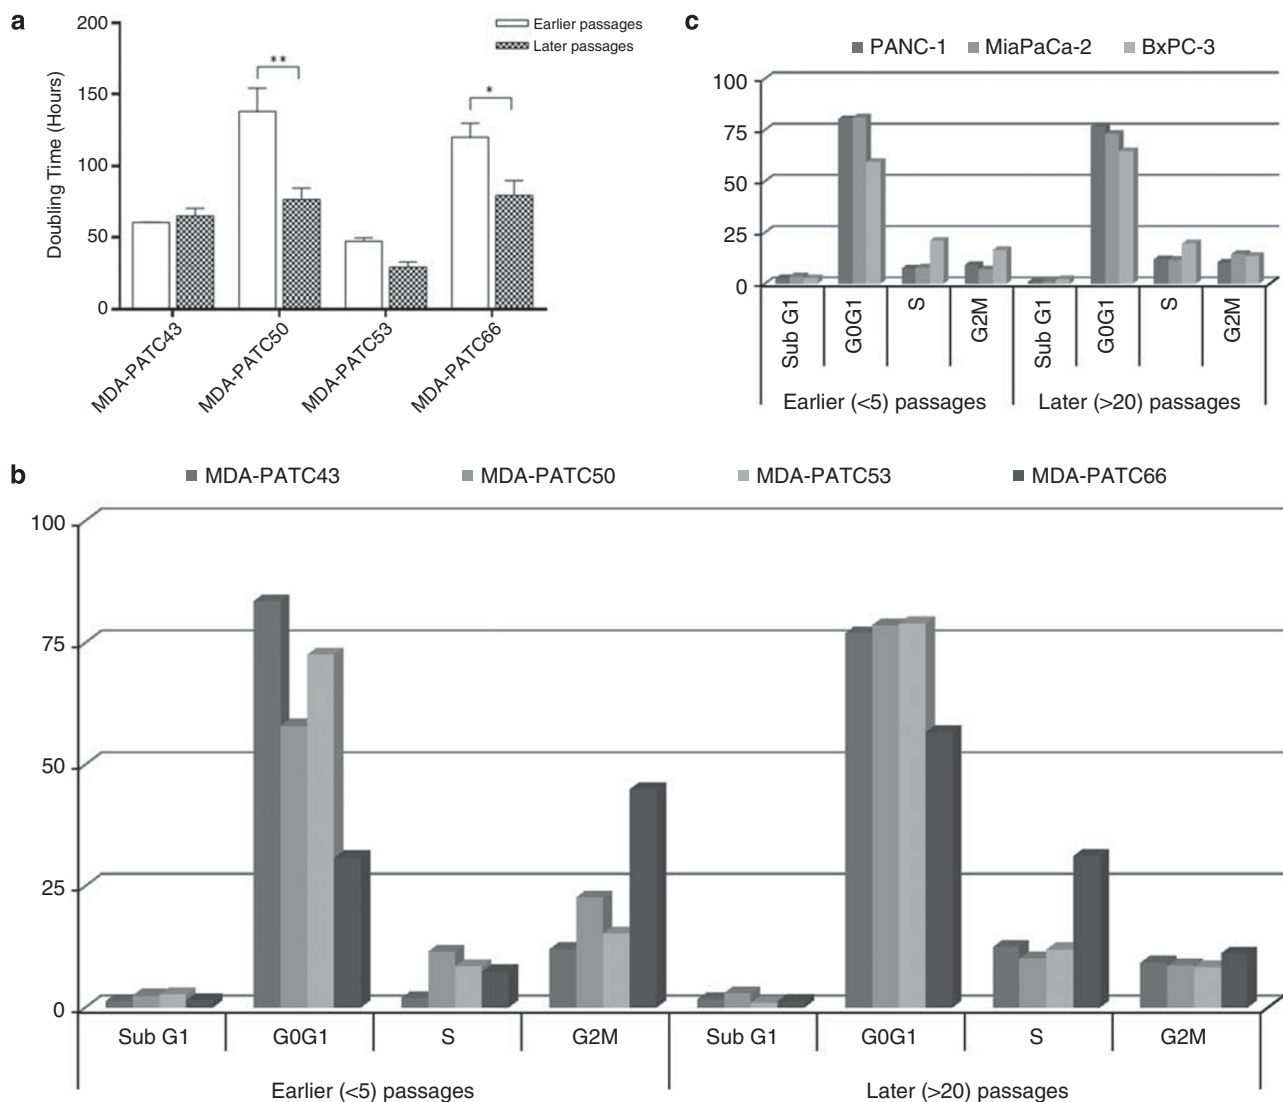 a
200
150
100
50
0
Doubling Time (Hours)
Earlier passages
Later passages
**
*
MDA-PATC43
MDA-PATC50
MDA-PATC53
MDA-PATC66
c
PANC-1 MiaPaCa-2 BxPC-3
100
75
50
25
0
Sub G1 G0G1 S G2M Sub G1 G0G1 S G2M
Earlier (<5) passages Later (>20) passages
b
MDA-PATC43 MDA-PATC50 MDA-PATC53 MDA-PATC66
100
75
50
25
0
Sub G1 G0G1 S G2M Sub G1 G0G1 S G2M
Earlier (<5) passages Later (>20) passages